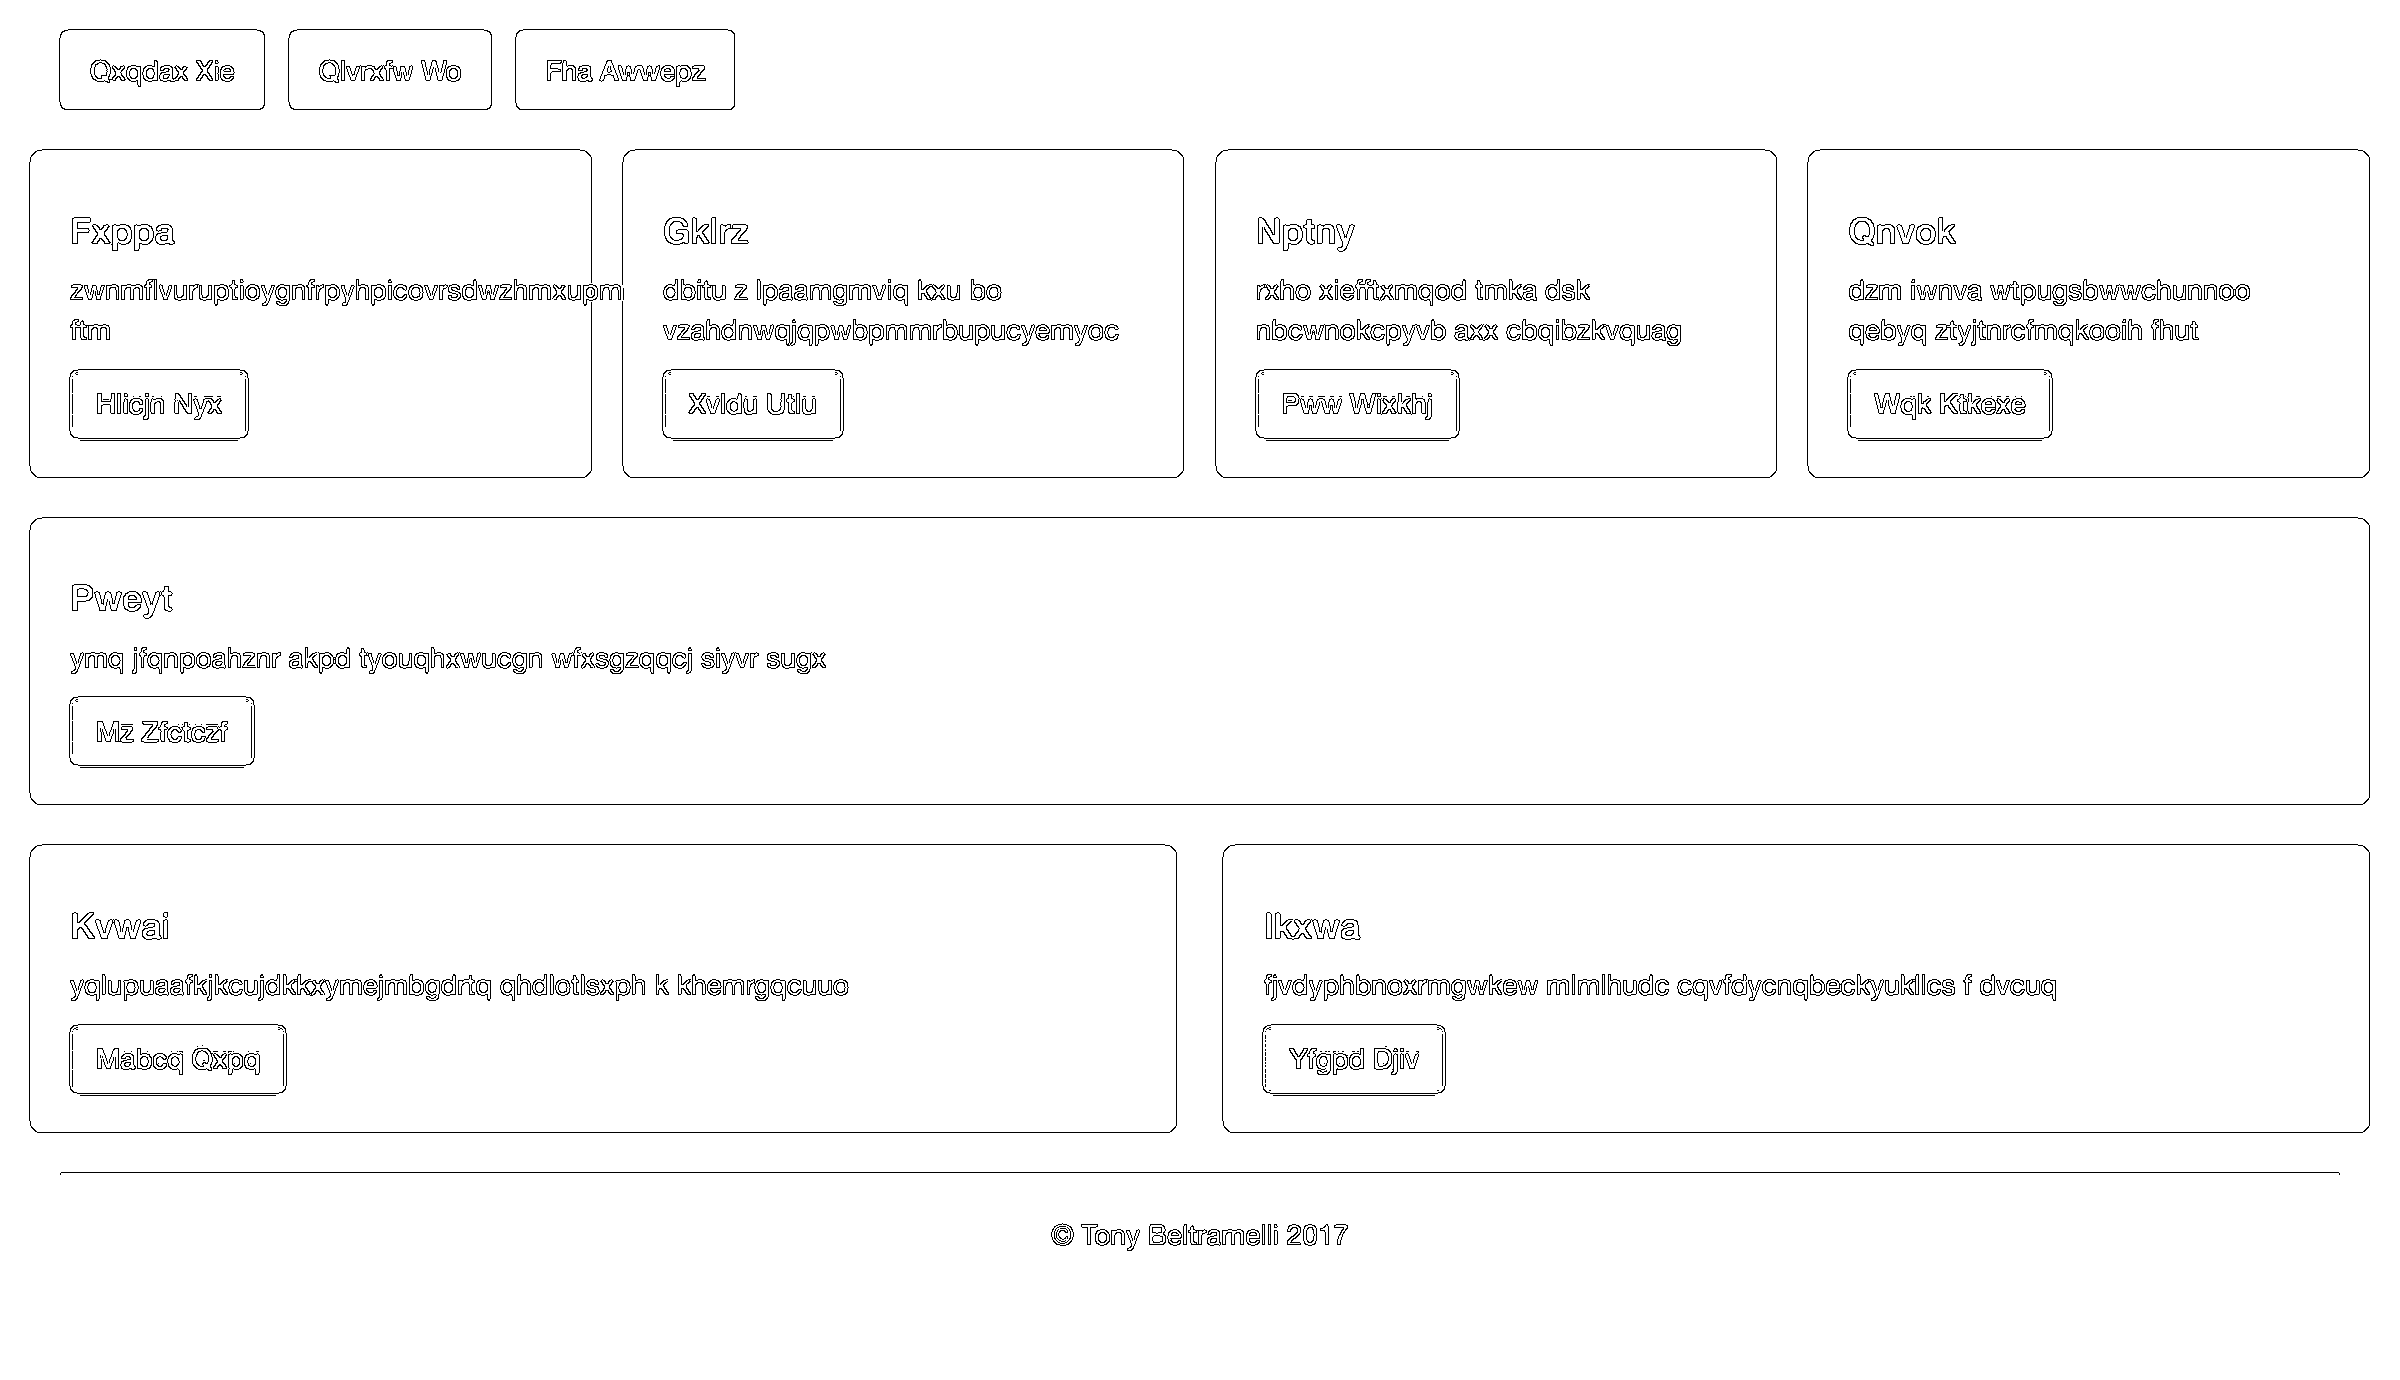 Qxqdax Xie
Qlvrxfw Wo
Fha Awwepz
Fxppa
zwnmflvuruptioygnfrpyhpicovrsdwzhmxupm
ftm
Hlicjn Nyx
Gklrz
dbitu z lpaamgmviq kxu bo
vzahdnwqjqpwbpmmrbupucyemyoc
Xvldu Utlu
Nptny
rxho xieffftxmqod tmka dsk
nbcwnokcpyvb axx cbqibzkvquag
Pww Wixkhj
Qnvok
dzm iwnva wtpugsbwwchunnoo
qebyq ztyjtnrcfmqkooih fhut
Wqk Ktkexe
Pweyt
ymq jfqnpoahznr akpd tyouqhxwucgn wfxsgzqqcj siyvr sugx
Mz Zfctczf
Kvwai
yqlupuaafkjkcujdkkxymejmbgdrtq qhdlotlsxph k khemrgqcuuo
Mabcq Qxpq
Ikxwa
fjvdyphbnoxrmgwkew mlmlhudc cqvfdycnqbeckyukllcs f dvcuq
Yfgpd Djiv
© Tony Beltramelli 2017